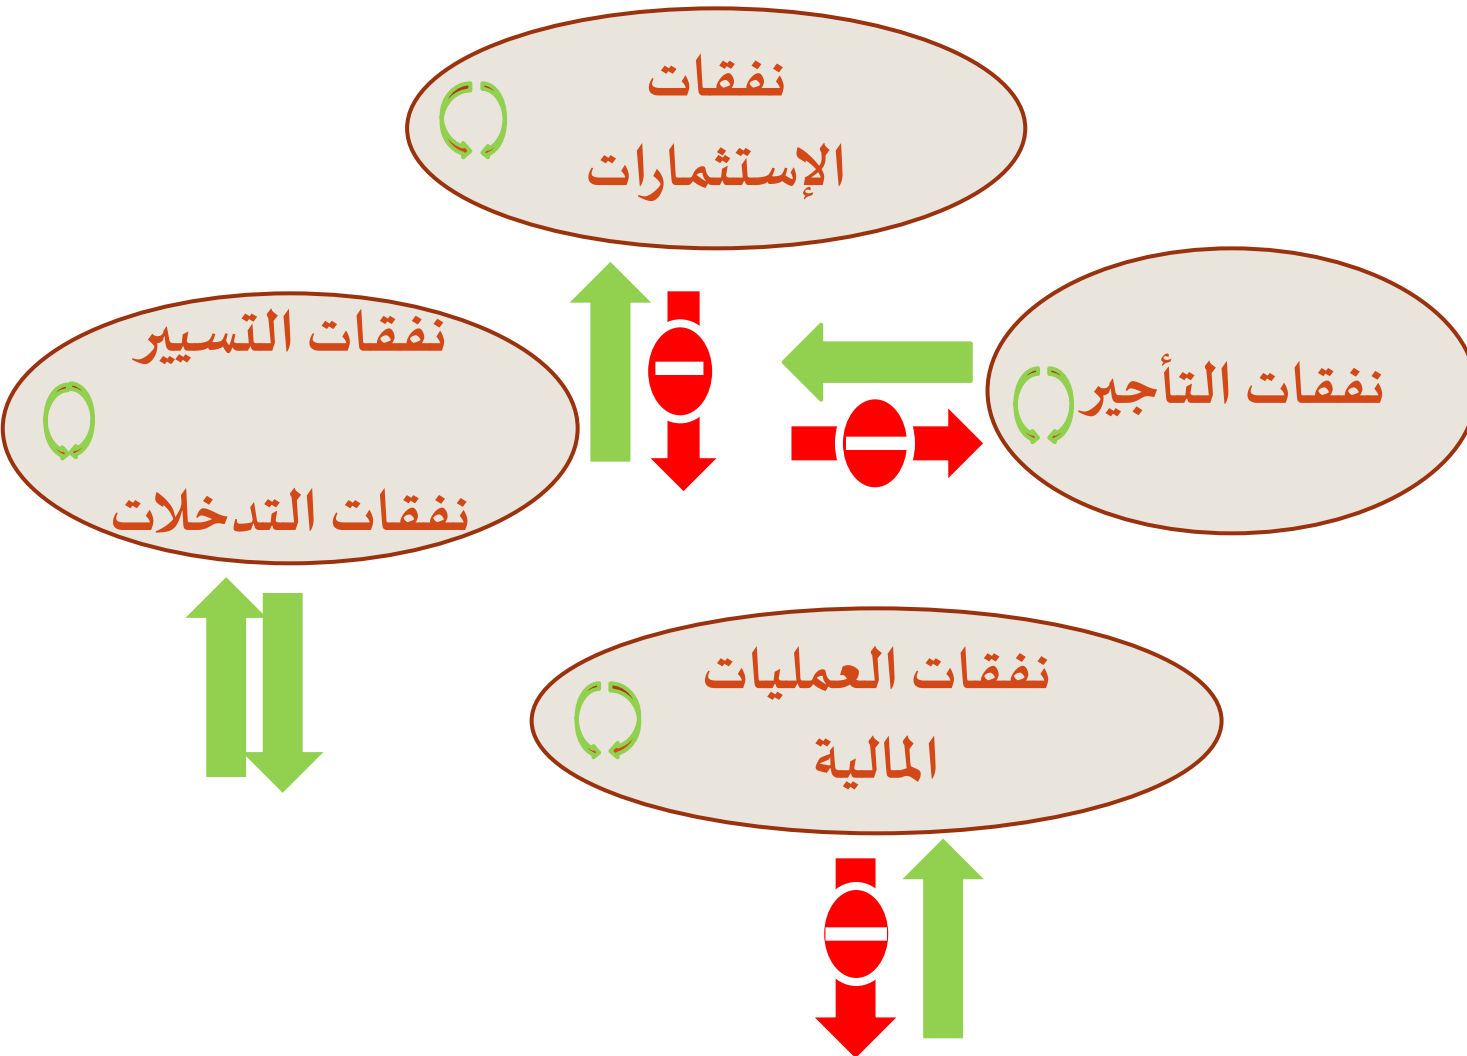 نفقات
الإستثمارات
نفقات التأجير
نفقات التسيير
نفقات التدخلات
نفقات العمليات
المالية